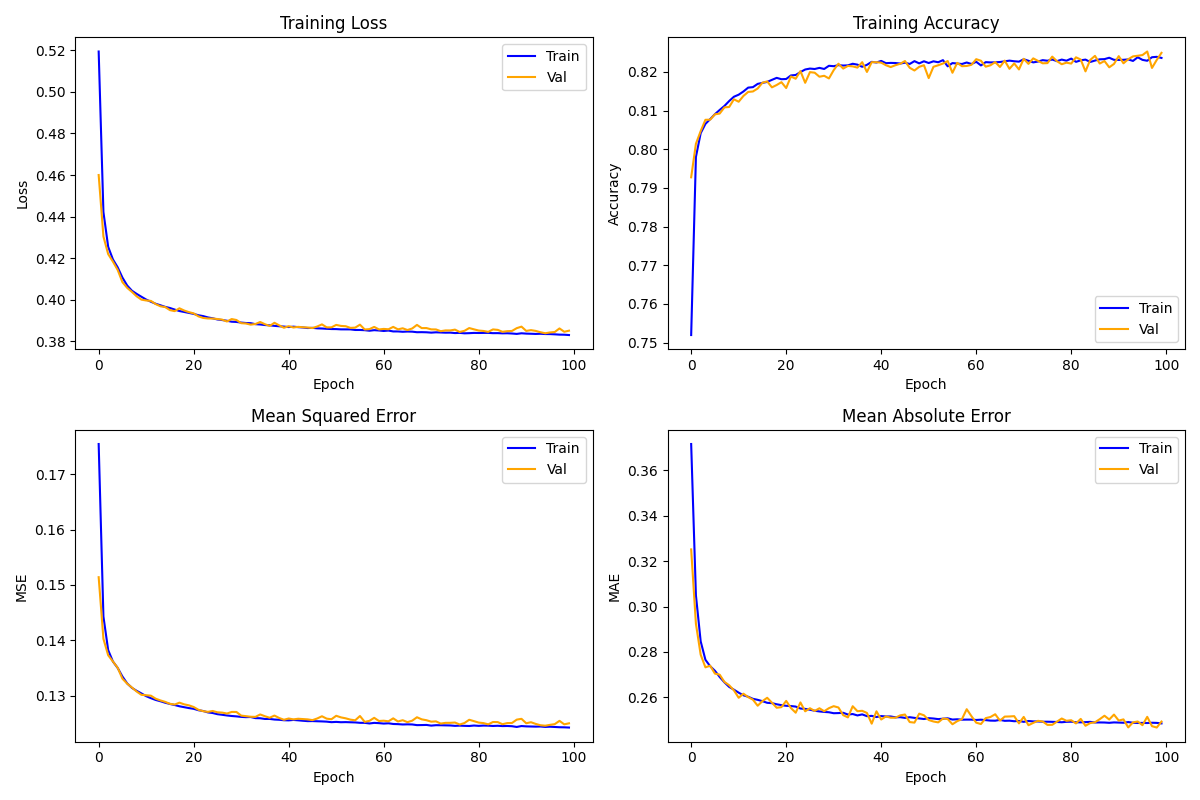 Training Loss
0.52
0.50
0.48
0.46
0.44
0.42
0.40
0.38
Loss
0 20 40 60 80 100
Epoch
Train
Val
Training Accuracy
0.82
0.81
0.80
0.79
0.78
0.77
0.76
0.75
Accuracy
0 20 40 60 80 100
Epoch
Train
Val
Mean Squared Error
0.17
0.16
0.15
0.14
0.13
MSE
0 20 40 60 80 100
Epoch
Train
Val
Mean Absolute Error
0.36
0.34
0.32
0.30
0.28
0.26
MAE
0 20 40 60 80 100
Epoch
Train
Val